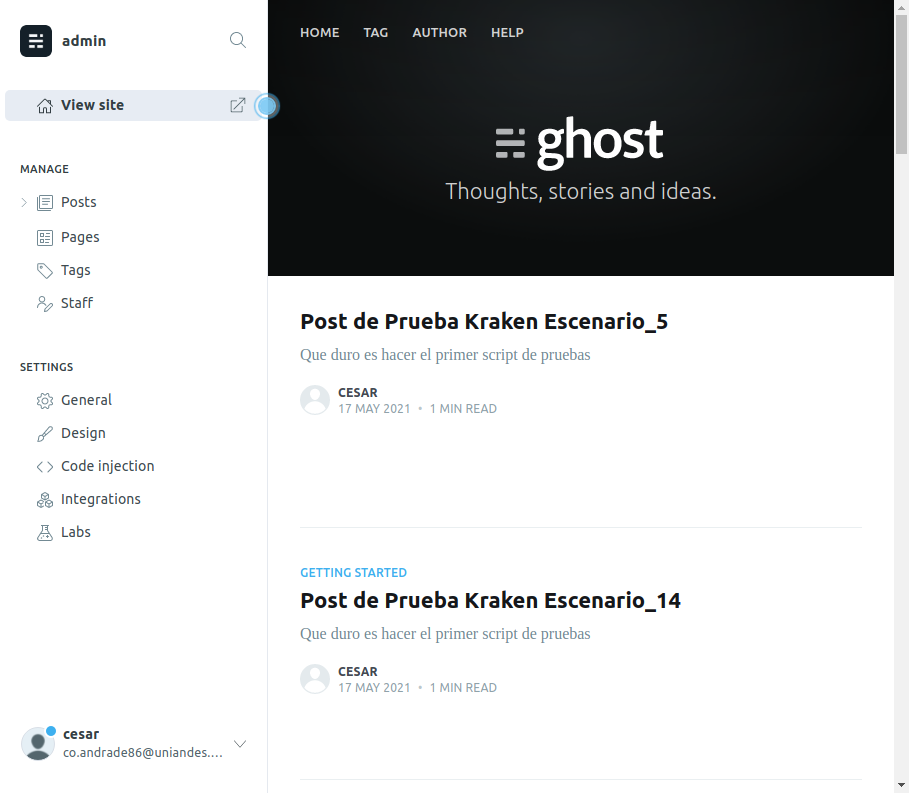 admin
View site
MANAGE
Posts
Pages
Tags
Staff
SETTINGS
General
Design
Code injection
Integrations
Labs
cesar
co.andrade86@uniandes....
HOME TAG AUTHOR HELP
ghost
Thoughts, stories and ideas.
Post de Prueba Kraken Escenario_5
Que duro es hacer el primer script de pruebas
CESAR
17 MAY 2021 • 1 MIN READ
GETTING STARTED
Post de Prueba Kraken Escenario_14
Que duro es hacer el primer script de pruebas
CESAR
17 MAY 2021 • 1 MIN READ